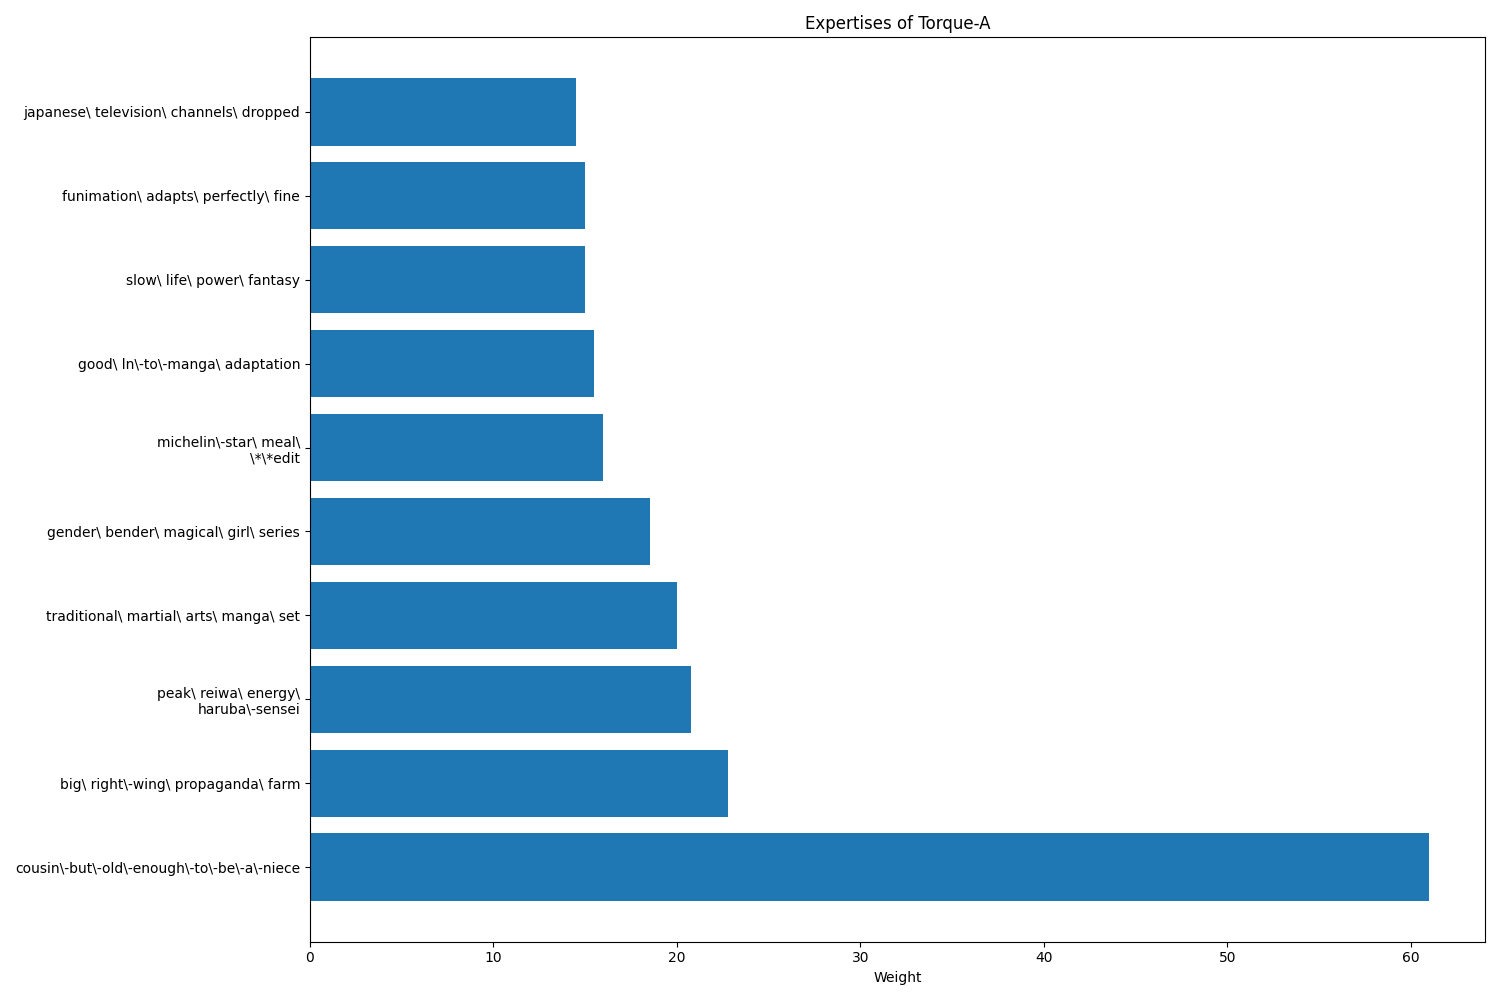 Expertises of Torque-A
japanese\ television\ channels\ dropped
funimation\ adapts\ perfectly\ fine
slow\ life\ power\ fantasy
good\ ln\-to\-manga\ adaptation
michelin\-star\ meal\
\*\*edit
gender\ bender\ magical\ girl\ series
traditional\ martial\ arts\ manga\ set
peak\ reiwa\ energy\
haruba\-sensei
big\ right\-wing\ propaganda\ farm
cousin\-but\-old\-enough\-to\-be\-a\-niece
0 10 20 30 40 50 60
Weight